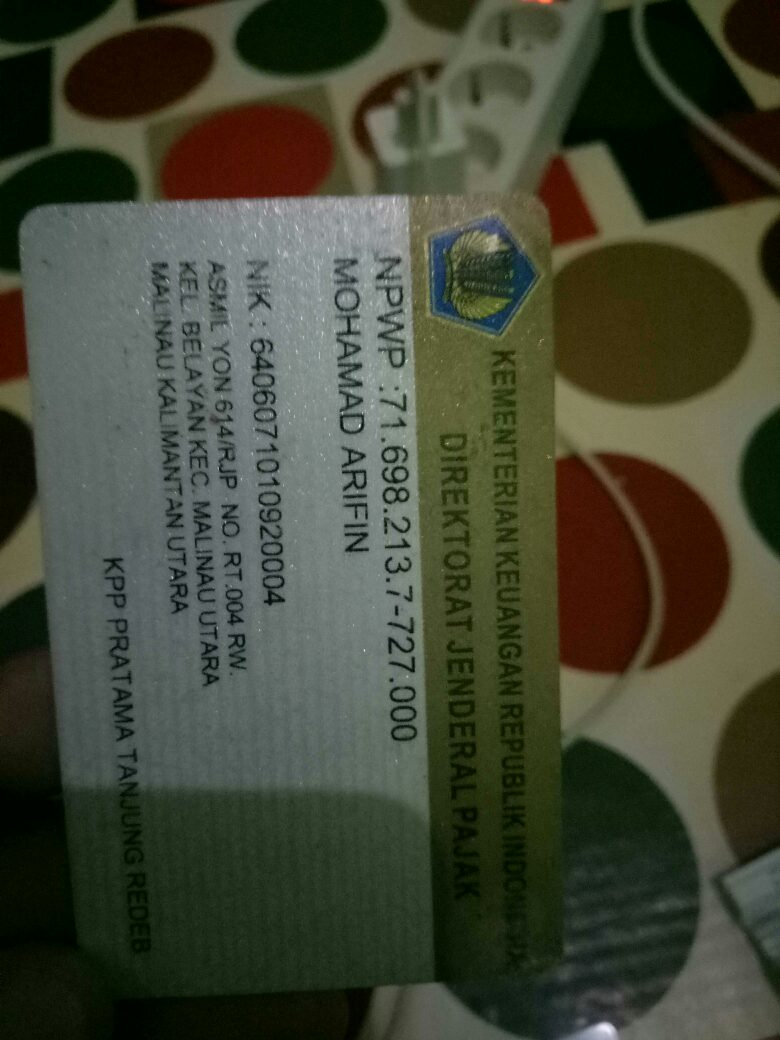 KEMENTERIAN KEUANGAN REPUBLIK INDONESIA
DIREKTORAT JENDERAL PAJAK
NPWP :71.698.213.7-727.000
MOHAMAD ARIFIN
NIK : 6406071010920004
ASMIL YON 614/RJP NO. RT.004 RW.
KEL. BELAYAN KEC. MALINAU UTARA
MALINAU KALIMANTAN UTARA
KPP PRATAMA TANJUNG REDEB